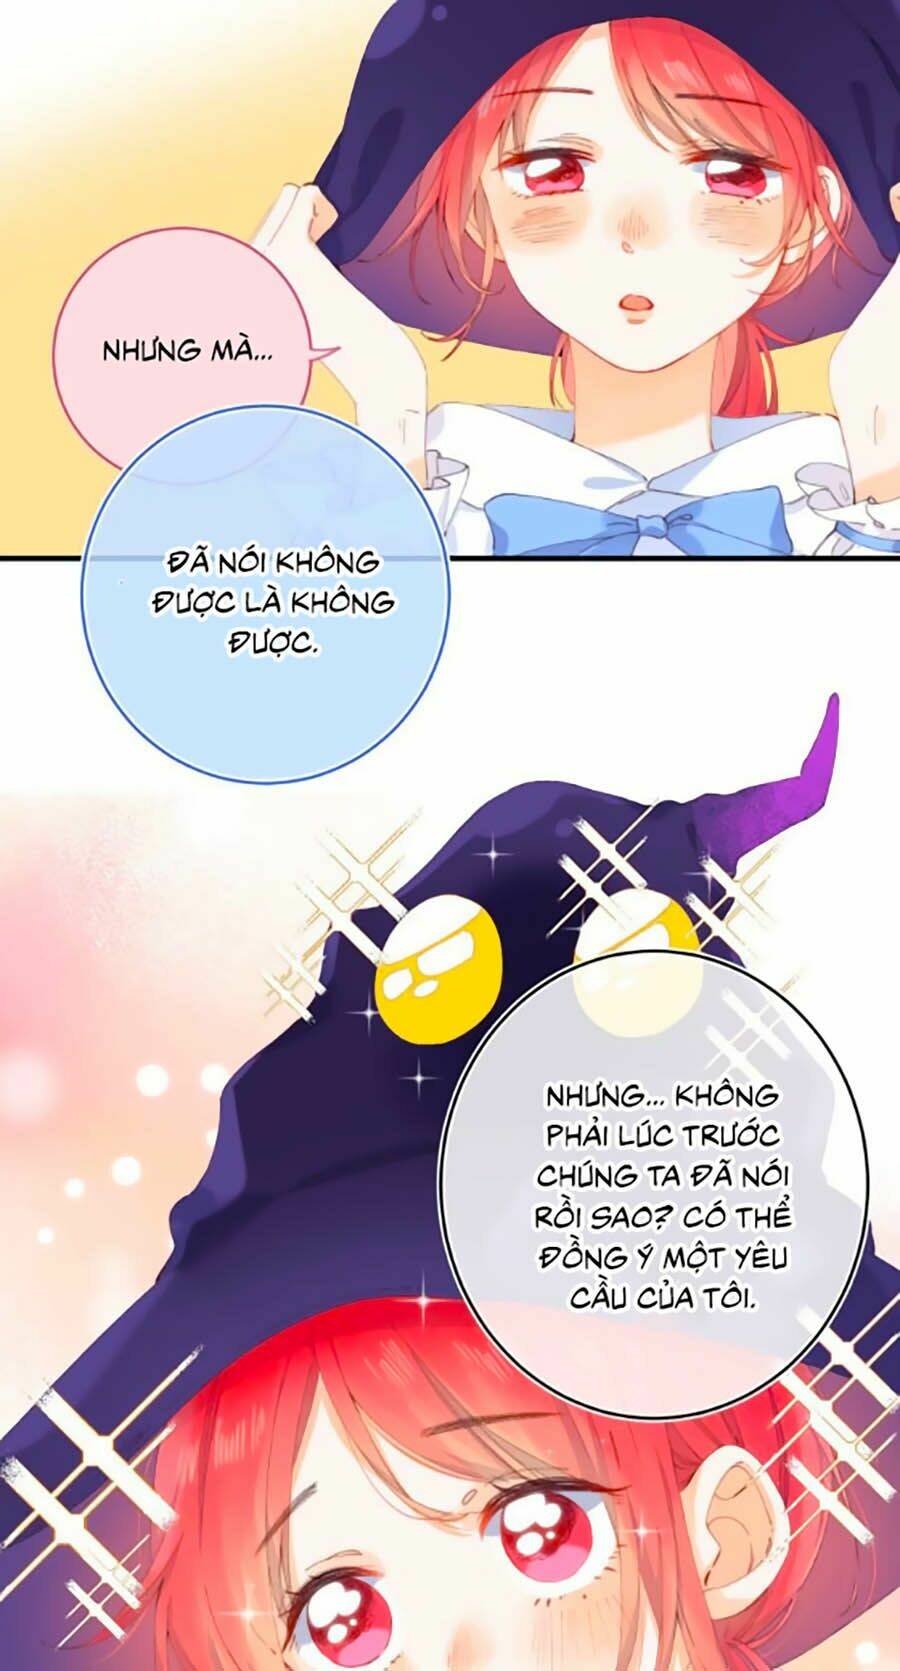 NHƯNG MÀ...
ĐÃ NÓI KHÔNG
ĐƯỢC LÀ KHÔNG
ĐƯỢC.
NHƯNG... KHÔNG
PHẢI LÚC TRƯỚC
CHÚNG TA ĐÃ NÓI
RỒI SAO? CÓ THỂ
ĐỒNG Ý MỘT YÊU
CẦU CỦA TÔI.